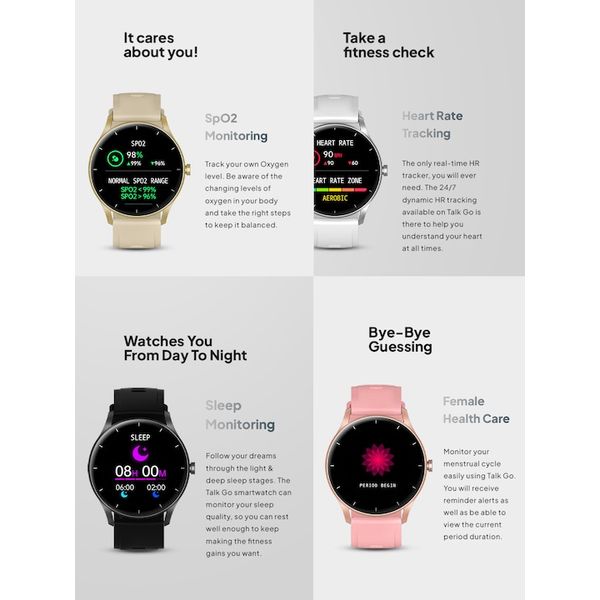 It cares
about you!
SpO2
Monitoring
SPO2
98%
▲99% ▼96%
NORMAL SPO2 RANGE
SPO2 < 99%
SPO2 > 96%
Track your own Oxygen
level. Be aware of the
changing levels of
oxygen in your body
and take the right steps
to keep it balanced.
Take a
fitness check
Heart Rate
Tracking
HEART RATE
90 BPM
▲90 ▼60
EART RATE ZONE
AEROBIC
The only real-time HR
tracker, you will ever
need. The 24/7
dynamic HR tracking
available on Talk Go is
there to help you
understand your heart
at all times.
Watches You
From Day To Night
Sleep
Monitoring
SLEEP
08H 00M
06:00 02:00
Follow your dreams
through the light &
deep sleep stages. The
Talk Go smartwatch can
monitor your sleep
quality, so you can rest
well enough to keep
making the fitness
gains you want.
Bye-Bye
Guessing
Female
Health Care
PERIOD BEGIN
Monitor your
menstrual cycle
easily using Talk Go.
You will receive
reminder alerts as
well as be able to
view the current
period duration.